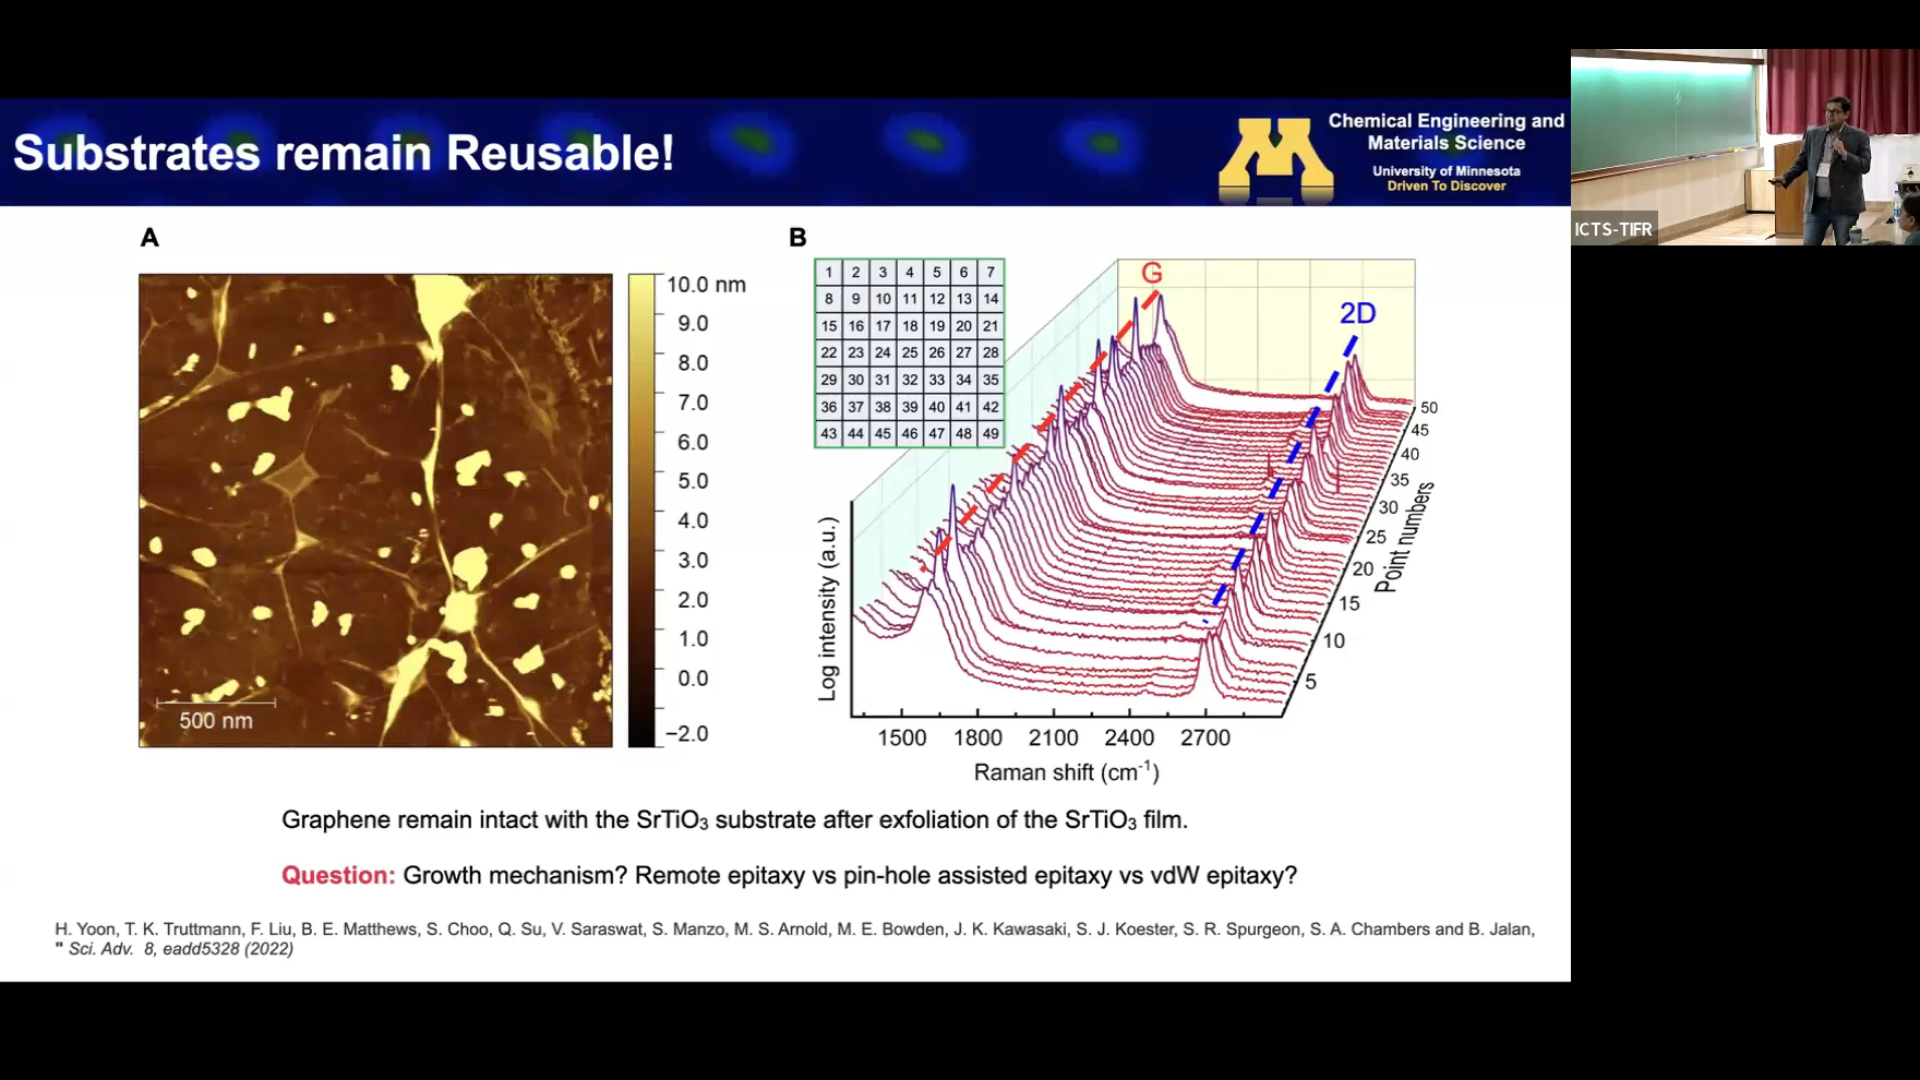 Substrates remain Reusable!
Chemical Engineering and
Materials Science
University of Minnesota
Driven To Discover
ICTS-TIFR
A
10.0 nm
9.0
8.0
7.0
6.0
5.0
4.0
3.0
2.0
1.0
0.0
−2.0
500 nm
B
1 2 3 4 5 6 7
8 9 10 11 12 13 14
15 16 17 18 19 20 21
22 23 24 25 26 27 28
29 30 31 32 33 34 35
36 37 38 39 40 41 42
43 44 45 46 47 48 49
G
2D
50
45
40
35
30
25
20
15
10
5
Point numbers
Log intensity (a.u.)
1500 1800 2100 2400 2700
Raman shift (cm⁻¹)
Graphene remain intact with the SrTiO₃ substrate after exfoliation of the SrTiO₃ film.
Question: Growth mechanism? Remote epitaxy vs pin-hole assisted epitaxy vs vdW epitaxy?
H. Yoon, T. K. Truttmann, F. Liu, B. E. Matthews, S. Choo, Q. Su, V. Saraswat, S. Manzo, M. S. Arnold, M. E. Bowden, J. K. Kawasaki, S. J. Koester, S. R. Spurgeon, S. A. Chambers and B. Jalan,
" Sci. Adv. 8, eadd5328 (2022)